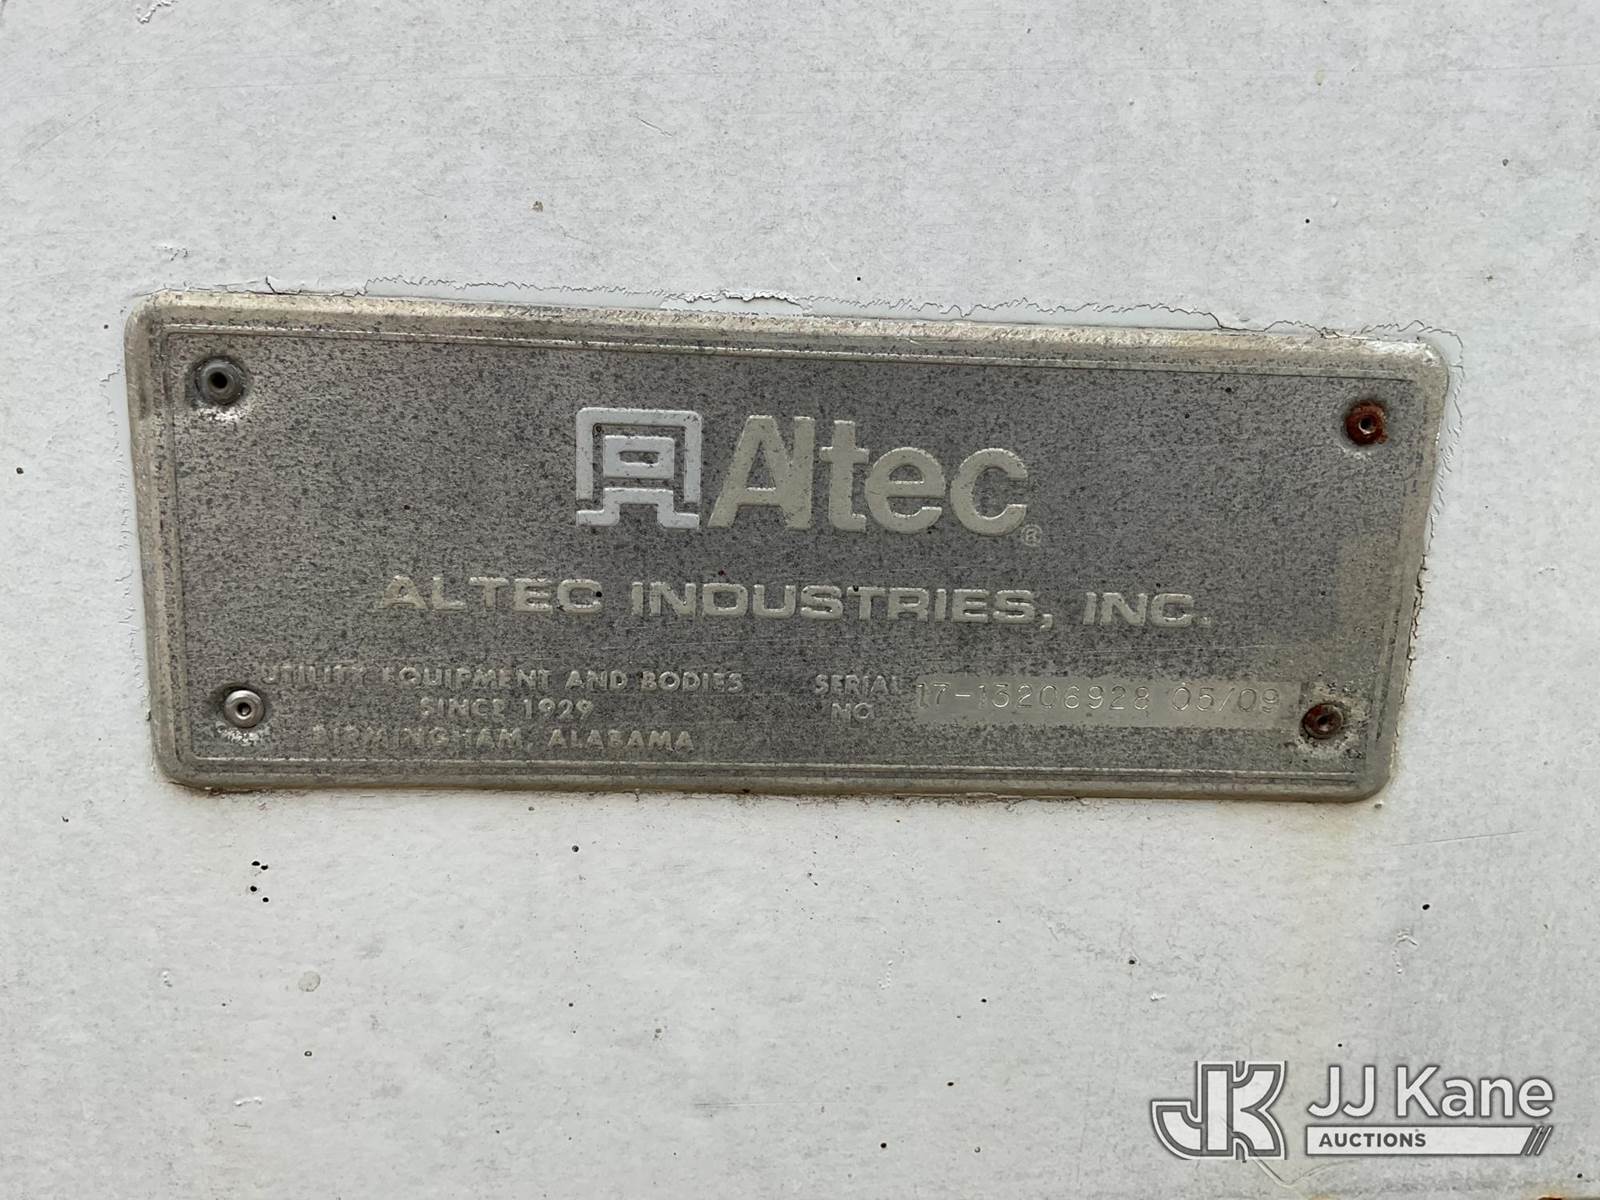 Altec®
ALTEC INDUSTRIES, INC.
UTILITY EQUIPMENT AND BODIES
SINCE 1929
BIRMINGHAM, ALABAMA
SERIAL NO. 17-13206928 05/09
JK JJ Kane
AUCTIONS